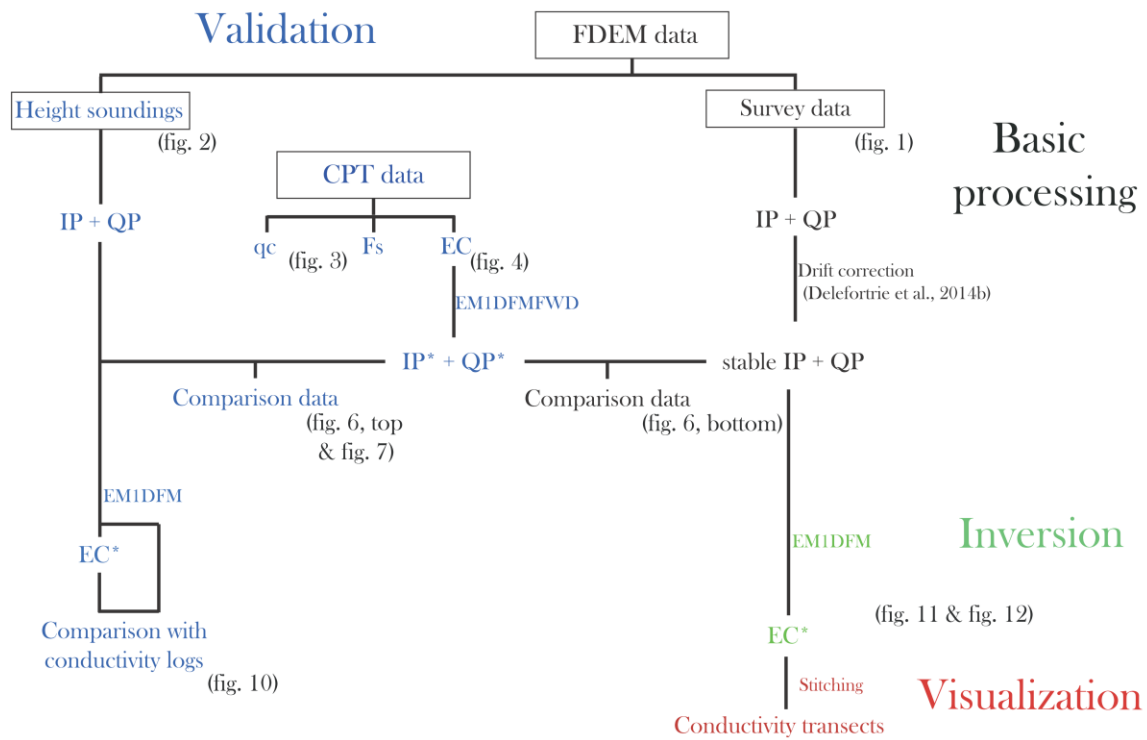 Validation
FDEM data
Height soundings
(fig. 2)
Survey data
(fig. 1)
Basic
processing
CPT data
IP + QP
qc
(fig. 3)
Fs
EC
(fig. 4)
IP + QP
Drift correction
(Delefortrie et al., 2014b)
EM1DFMFWD
IP* + QP*
stable IP + QP
Comparison data
(fig. 6, top
& fig. 7)
Comparison data
(fig. 6, bottom)
EM1DFM
EC*
Comparison with
conductivity logs
(fig. 10)
EM1DFM
Inversion
(fig. 11 & fig. 12)
EC*
Stitching
Visualization
Conductivity transects